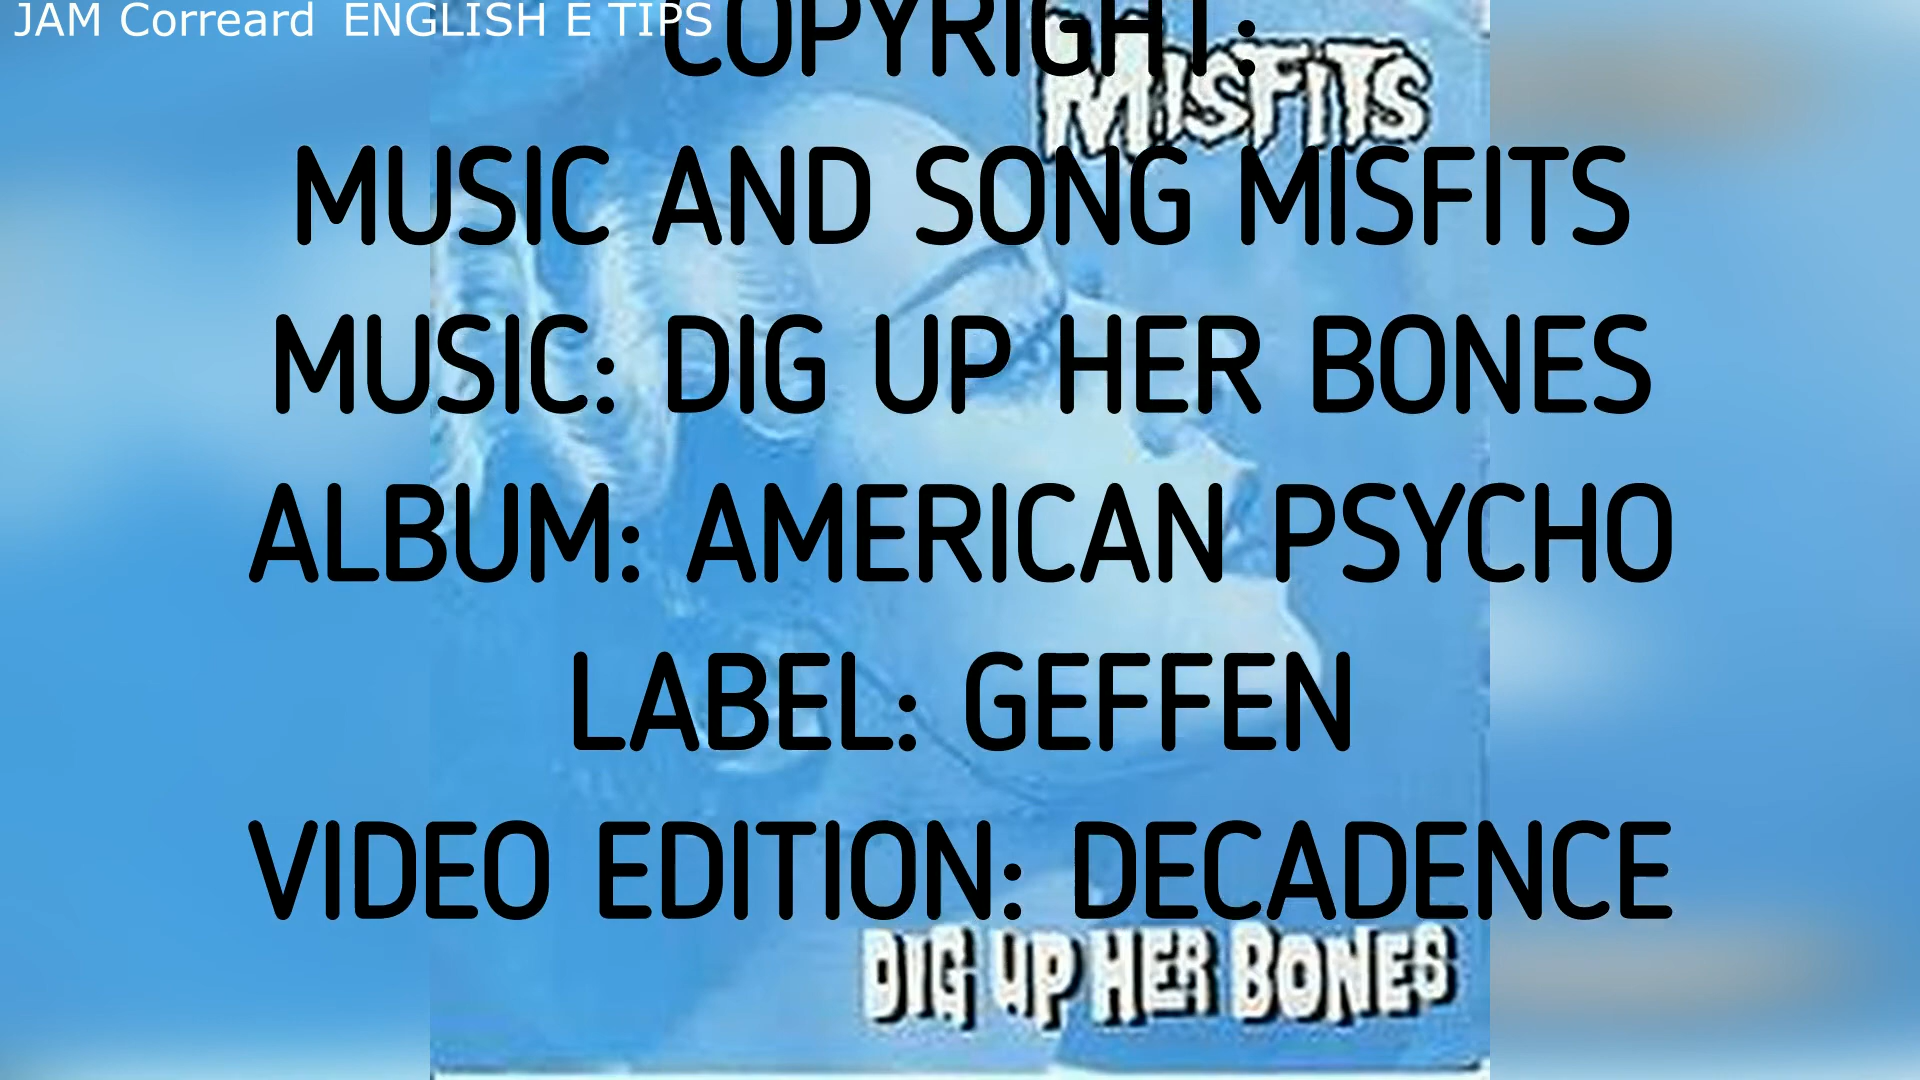 JAM Correard  ENGLISH E TIPS
COPYRIGHT:
MISFITS
MUSIC AND SONG MISFITS
MUSIC: DIG UP HER BONES
ALBUM: AMERICAN PSYCHO
LABEL: GEFFEN
VIDEO EDITION: DECADENCE
DIG UP HER BONES